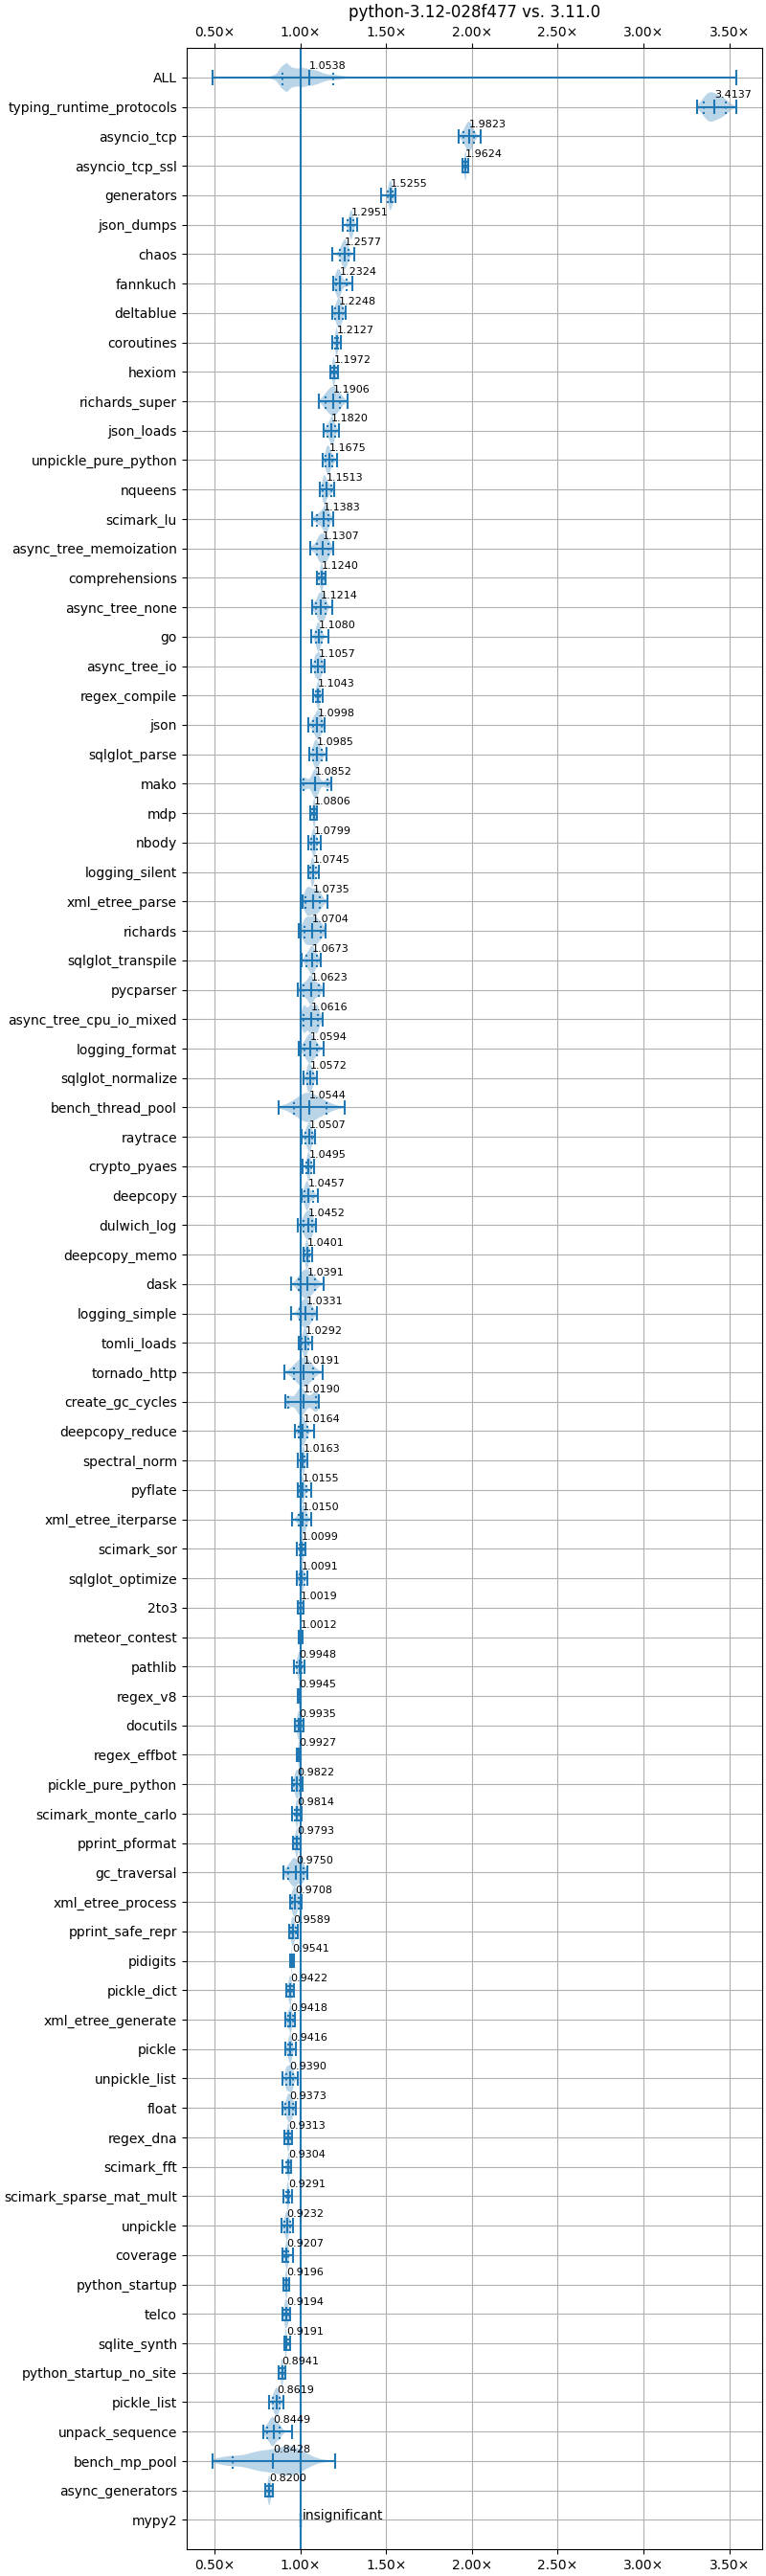 python-3.12-028f477 vs. 3.11.0
0.50× 1.00× 1.50× 2.00× 2.50× 3.00× 3.50×
ALL 1.0538
typing_runtime_protocols 3.4137
asyncio_tcp 1.9823
asyncio_tcp_ssl 1.9624
generators 1.5255
json_dumps 1.2951
chaos 1.2577
fannkuch 1.2324
deltablue 1.2248
coroutines 1.2127
hexiom 1.1972
richards_super 1.1906
json_loads 1.1820
unpickle_pure_python 1.1675
nqueens 1.1513
scimark_lu 1.1383
async_tree_memoization 1.1307
comprehensions 1.1240
async_tree_none 1.1214
go 1.1080
async_tree_io 1.1057
regex_compile 1.1043
json 1.0998
sqlglot_parse 1.0985
mako 1.0852
mdp 1.0806
nbody 1.0799
logging_silent 1.0745
xml_etree_parse 1.0735
richards 1.0704
sqlglot_transpile 1.0673
pycparser 1.0623
async_tree_cpu_io_mixed 1.0616
logging_format 1.0594
sqlglot_normalize 1.0572
bench_thread_pool 1.0544
raytrace 1.0507
crypto_pyaes 1.0495
deepcopy 1.0457
dulwich_log 1.0452
deepcopy_memo 1.0401
dask 1.0391
logging_simple 1.0331
tomli_loads 1.0292
tornado_http 1.0191
create_gc_cycles 1.0190
deepcopy_reduce 1.0164
spectral_norm 1.0163
pyflate 1.0155
xml_etree_iterparse 1.0150
scimark_sor 1.0099
sqlglot_optimize 1.0091
2to3 1.0019
meteor_contest 1.0012
pathlib 0.9948
regex_v8 0.9945
docutils 0.9935
regex_effbot 0.9927
pickle_pure_python 0.9822
scimark_monte_carlo 0.9814
pprint_pformat 0.9793
gc_traversal 0.9750
xml_etree_process 0.9708
pprint_safe_repr 0.9589
pidigits 0.9541
pickle_dict 0.9422
xml_etree_generate 0.9418
pickle 0.9416
unpickle_list 0.9390
float 0.9373
regex_dna 0.9313
scimark_fft 0.9304
scimark_sparse_mat_mult 0.9291
unpickle 0.9232
coverage 0.9207
python_startup 0.9196
telco 0.9194
sqlite_synth 0.9191
python_startup_no_site 0.8941
pickle_list 0.8619
unpack_sequence 0.8449
bench_mp_pool 0.8428
async_generators 0.8200
mypy2 insignificant
0.50× 1.00× 1.50× 2.00× 2.50× 3.00× 3.50×